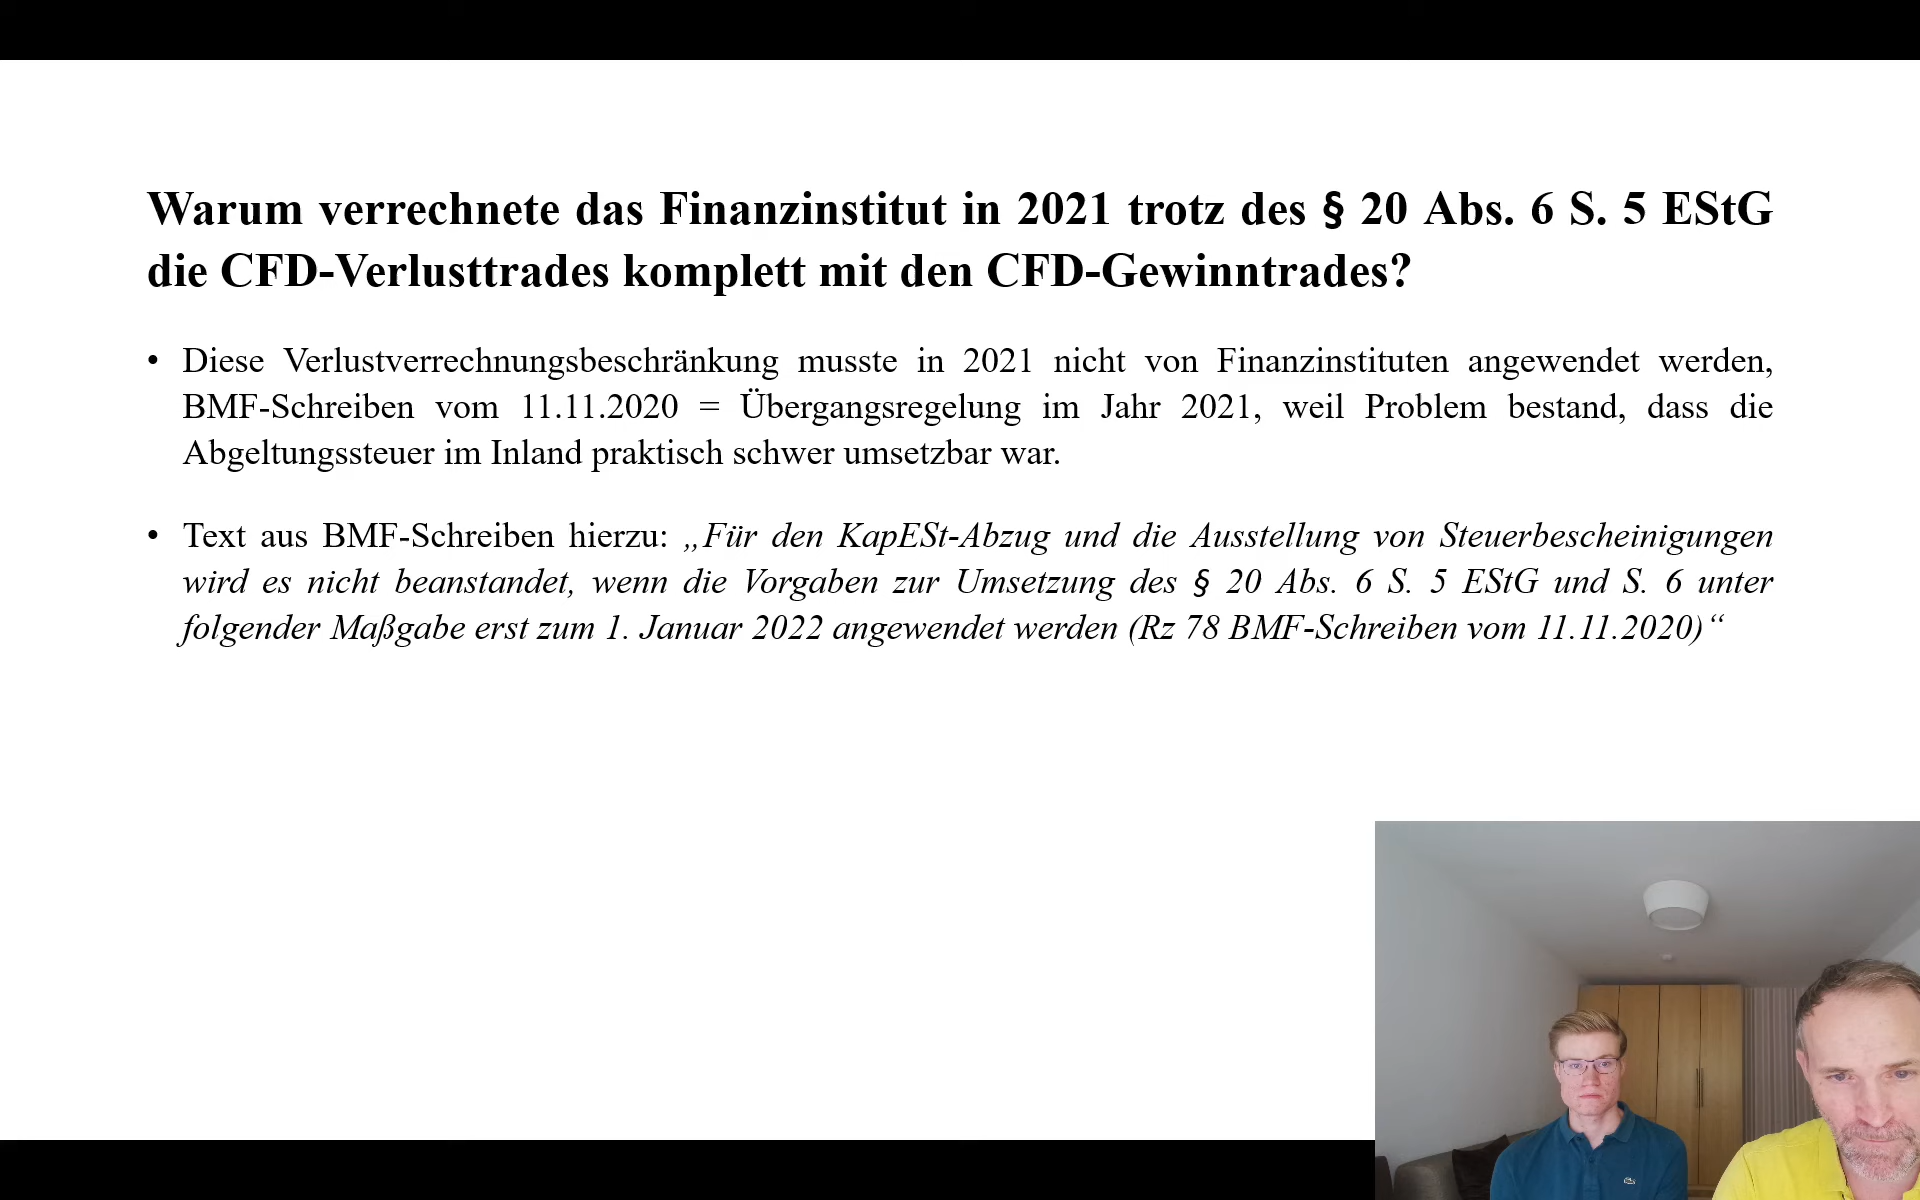 Warum verrechnete das Finanzinstitut in 2021 trotz des § 20 Abs. 6 S. 5 EStG
die CFD-Verlusttrades komplett mit den CFD-Gewinntrades?
• Diese Verlustverrechnungsbeschränkung musste in 2021 nicht von Finanzinstituten angewendet werden,
BMF-Schreiben vom 11.11.2020 = Übergangsregelung im Jahr 2021, weil Problem bestand, dass die
Abgeltungssteuer im Inland praktisch schwer umsetzbar war.
• Text aus BMF-Schreiben hierzu: „Für den KapESt-Abzug und die Ausstellung von Steuerbescheinigungen
wird es nicht beanstandet, wenn die Vorgaben zur Umsetzung des § 20 Abs. 6 S. 5 EStG und S. 6 unter
folgender Maßgabe erst zum 1. Januar 2022 angewendet werden (Rz 78 BMF-Schreiben vom 11.11.2020)“